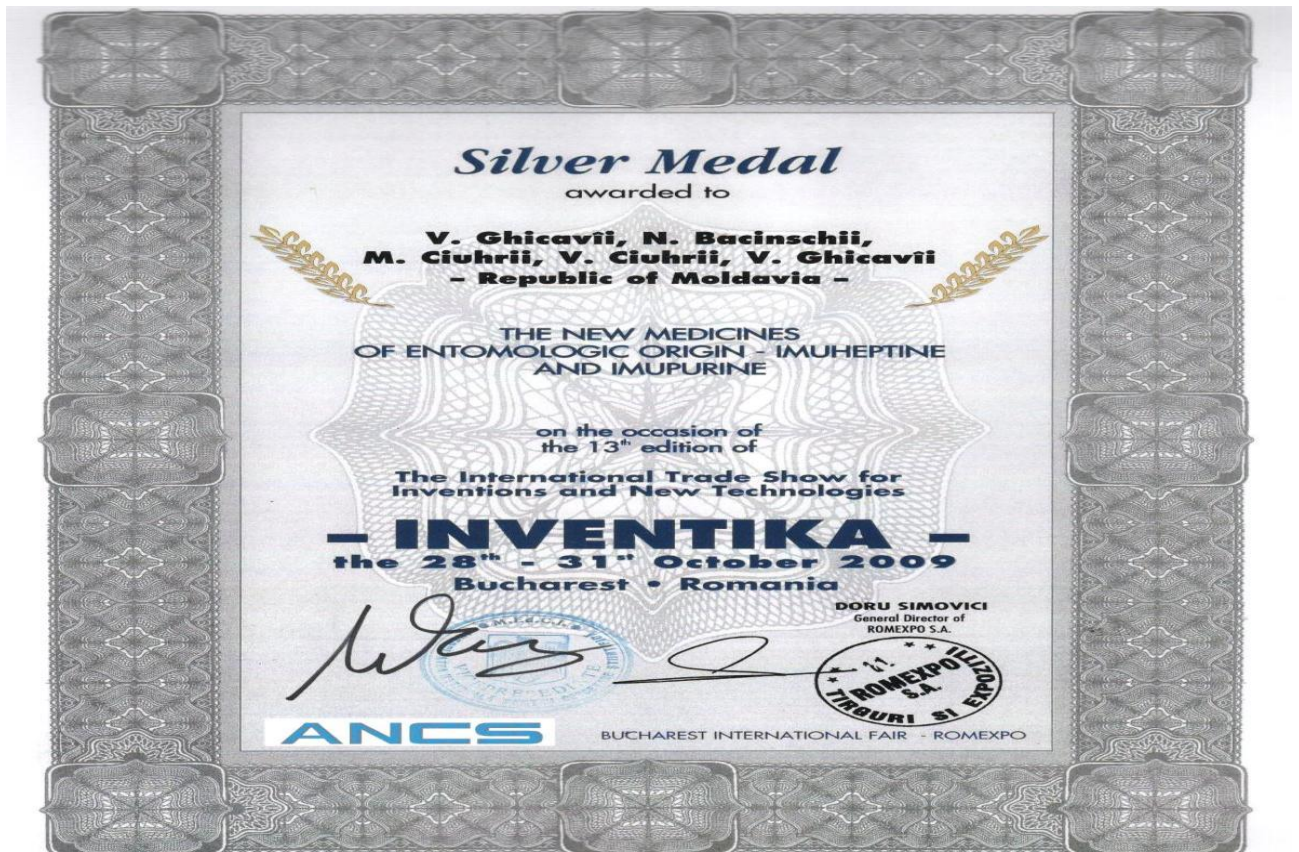 Silver Medal
awarded to
V. Ghicavîi, N. Bacinschii,
M. Ciuhrii, V. Ciuhrii, V. Ghicavîi
– Republic of Moldavia –
THE NEW MEDICINES
OF ENTOMOLOGIC ORIGIN - IMUHEPTINE
AND IMUPURINE
on the occasion of
the 13th edition of
The International Trade Show for
Inventions and New Technologies
– INVENTIKA –
the 28th - 31st October 2009
Bucharest • Romania
DORU SIMOVICI
General Director of
ROMEXPO S.A.
ROMEXPO
S.A.
TIRGURI SI EXPOZITII
ANCS
BUCHAREST INTERNATIONAL FAIR - ROMEXPO